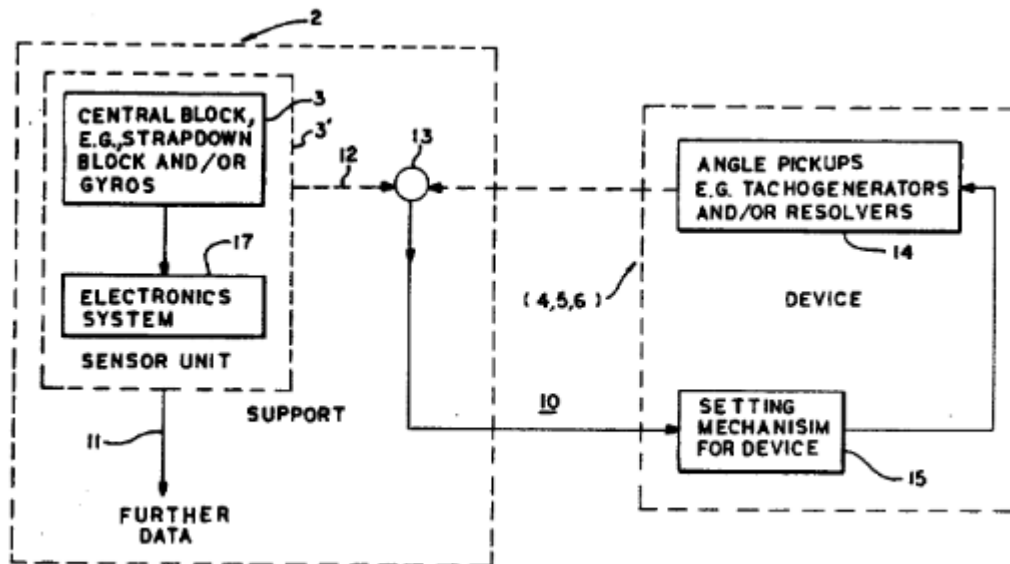 2
CENTRAL BLOCK,
E.G., STRAPDOWN
BLOCK AND/OR
GYROS
3
3'
12
13
17
ELECTRONICS
SYSTEM
SENSOR UNIT
SUPPORT
11
FURTHER
DATA
10
ANGLE PICKUPS
E.G. TACHOGENERATORS
AND/OR RESOLVERS
14
(4,5,6)
DEVICE
SETTING
MECHANISIM
FOR DEVICE
15